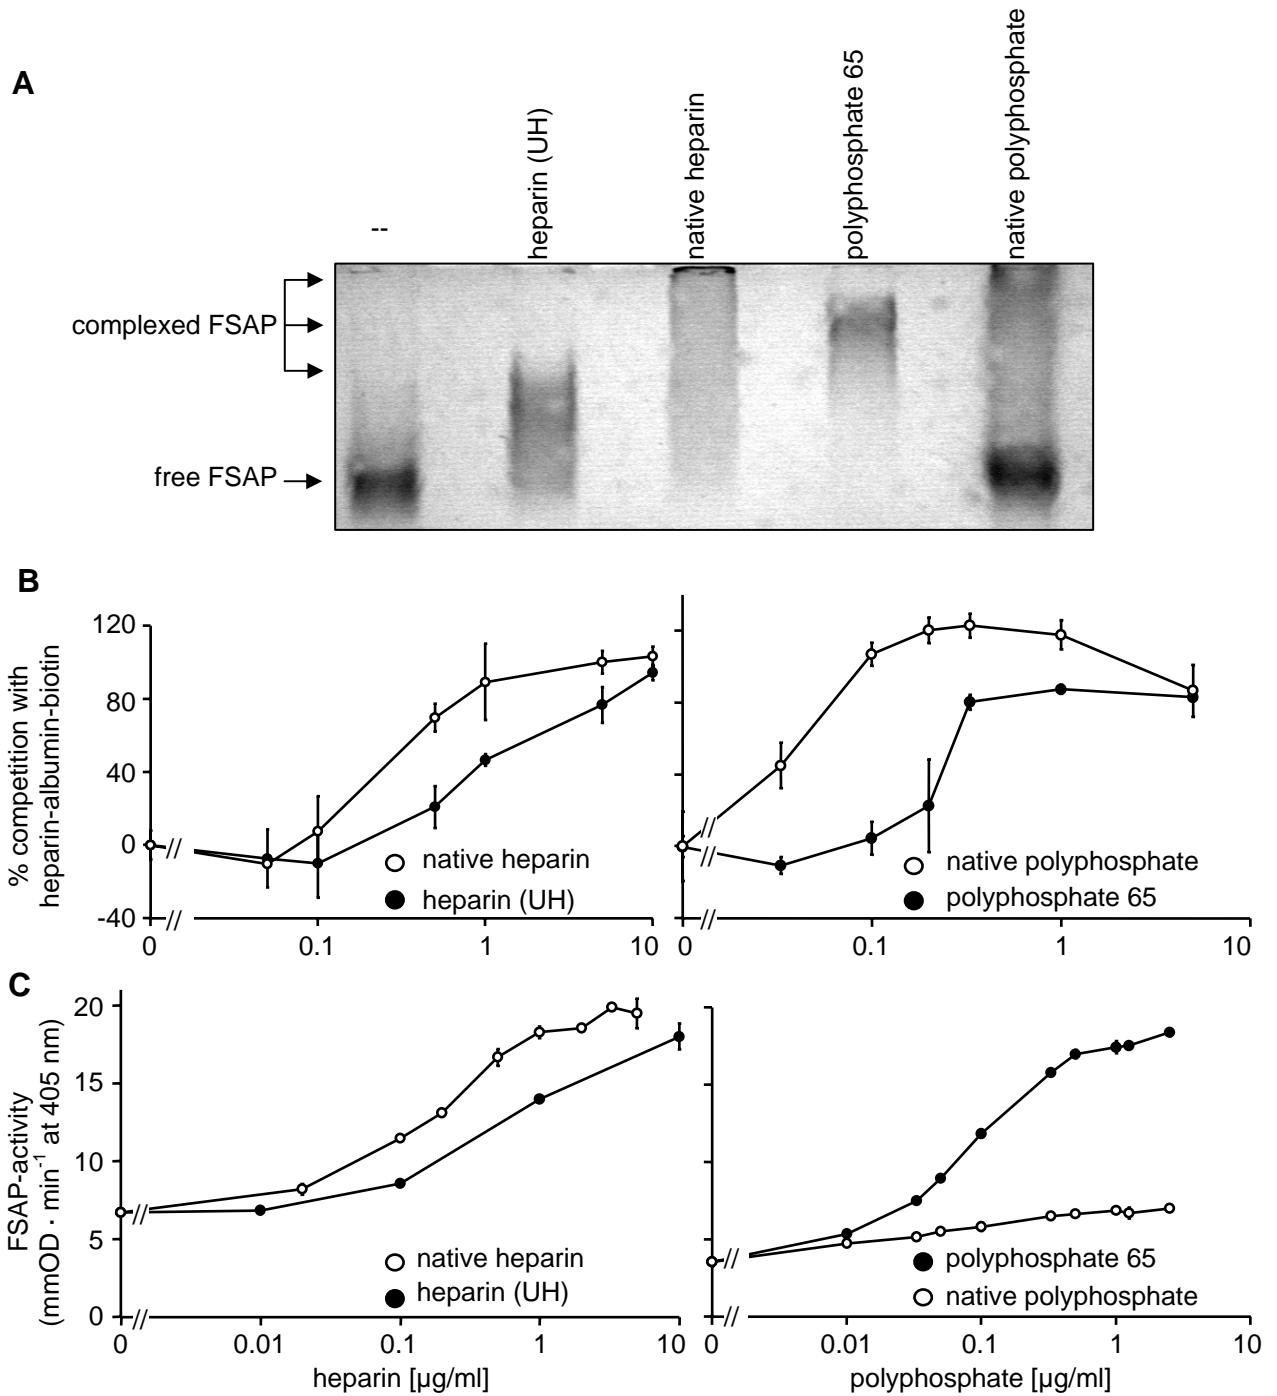 A
--
heparin (UH)
native heparin
polyphosphate 65
native polyphosphate
complexed FSAP
free FSAP
B
% competition with
heparin-albumin-biotin
120
80
40
0
-40
// //
native heparin
heparin (UH)
0 0.1 1 10
// // //
native polyphosphate
polyphosphate 65
0 0.1 1 10
C
FSAP-activity
(mmOD · min⁻¹ at 405 nm)
20
15
10
5
0
// //
native heparin
heparin (UH)
0 0.01 0.1 1 10
heparin [µg/ml]
// //
polyphosphate 65
native polyphosphate
0 0.01 0.1 1 10
polyphosphate [µg/ml]